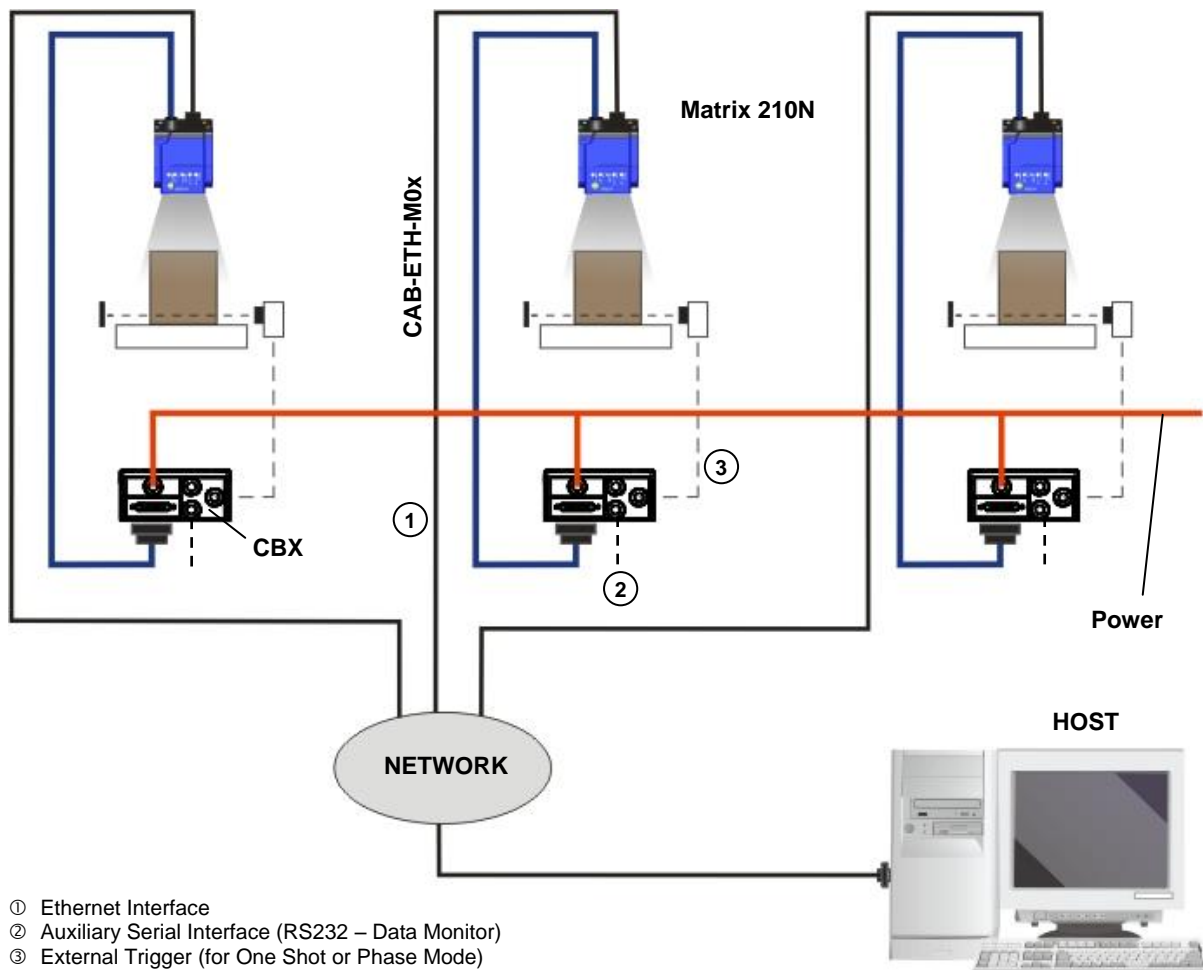 Matrix 210N
CAB-ETH-M0x
③
①
CBX
②
Power
HOST
NETWORK
① Ethernet Interface
② Auxiliary Serial Interface (RS232 – Data Monitor)
③ External Trigger (for One Shot or Phase Mode)